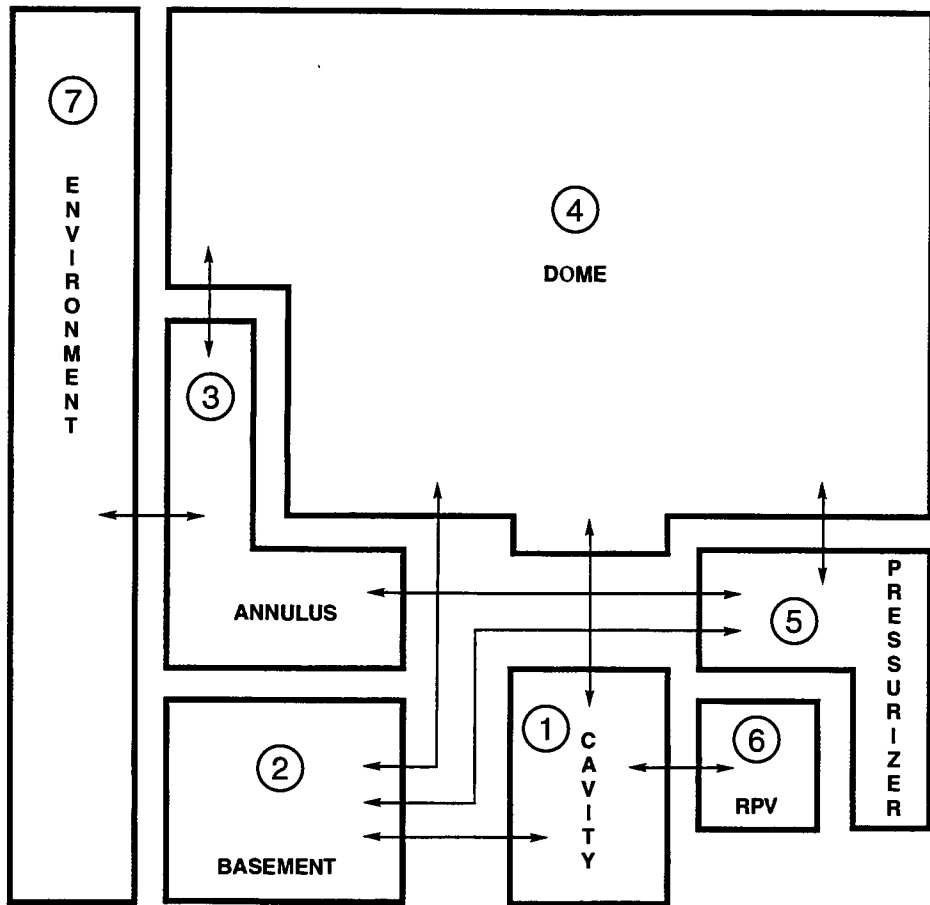 7
ENVIRONMENT
4
DOME
3
ANNULUS
5
PRESSURIZER
1
CAVITY
6
RPV
2
BASEMENT